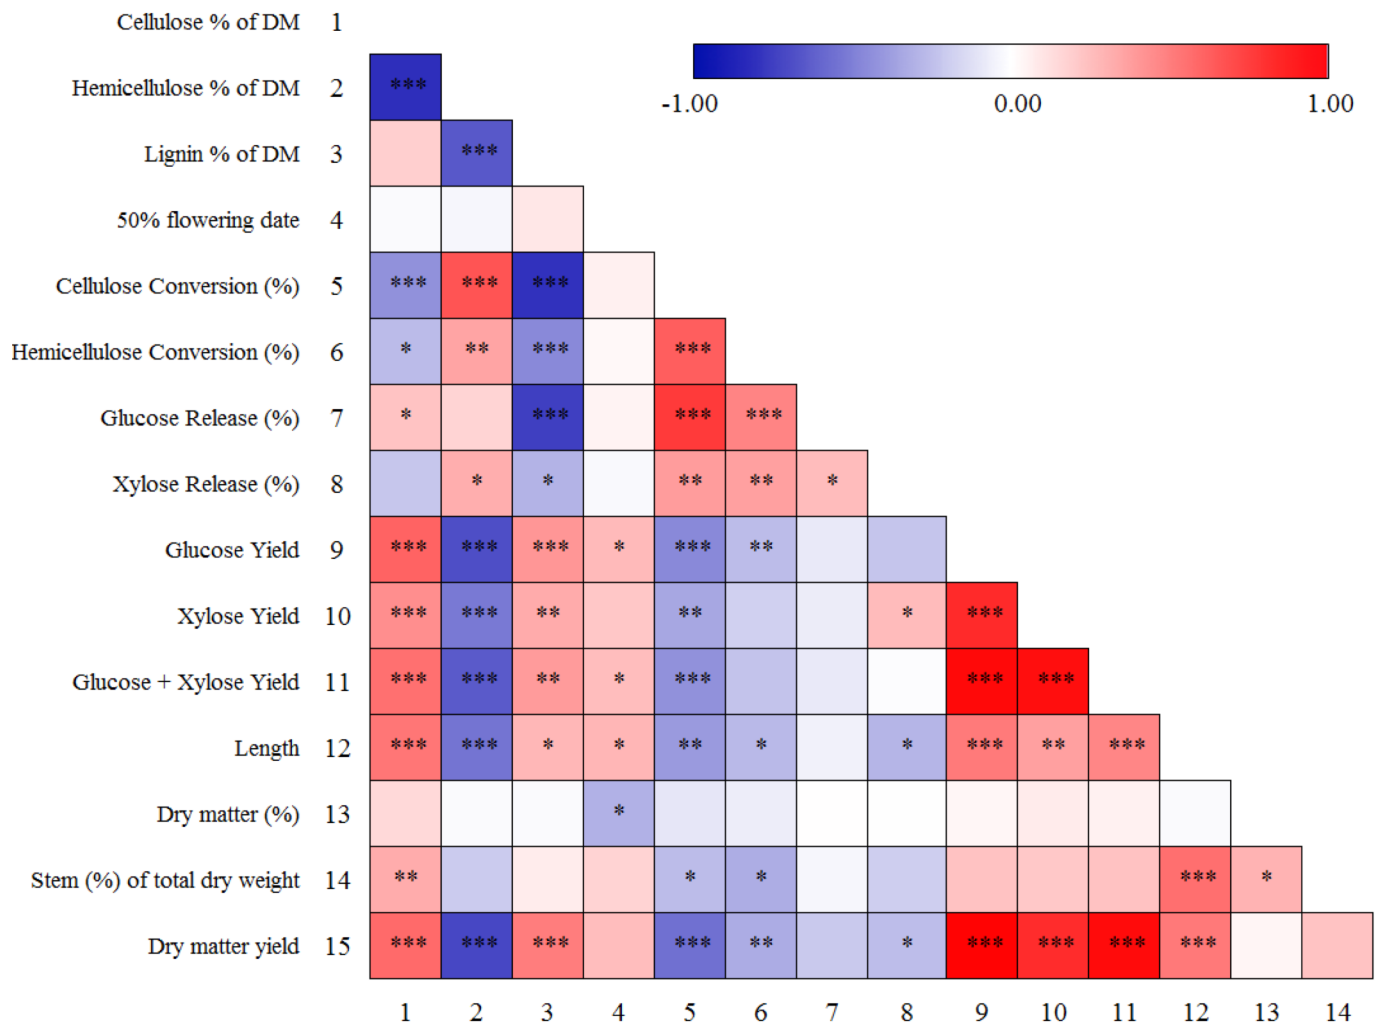 Cellulose % of DM 1
-1.00 0.00 1.00
Hemicellulose % of DM 2 ***
Lignin % of DM 3 ***
50% flowering date 4
Cellulose Conversion (%) 5 *** *** ***
Hemicellulose Conversion (%) 6 * ** *** ***
Glucose Release (%) 7 * *** *** ***
Xylose Release (%) 8 * * ** ** *
Glucose Yield 9 *** *** *** * *** **
Xylose Yield 10 *** *** ** ** * ***
Glucose + Xylose Yield 11 *** *** ** * *** *** ***
Length 12 *** *** * * ** * * *** ** ***
Dry matter (%) 13 *
Stem (%) of total dry weight 14 ** * * *** *
Dry matter yield 15 *** *** *** *** ** * *** *** *** ***
1 2 3 4 5 6 7 8 9 10 11 12 13 14